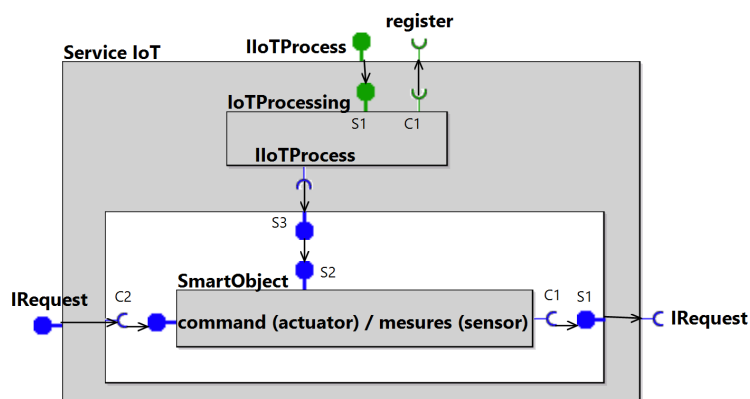 register
IIoTProcess
Service IoT
IoTProcessing
S1
C1
IIoTProcess
S3
S2
SmartObject
IRequest
C2
C1
S1
command (actuator) / mesures (sensor)
IRequest